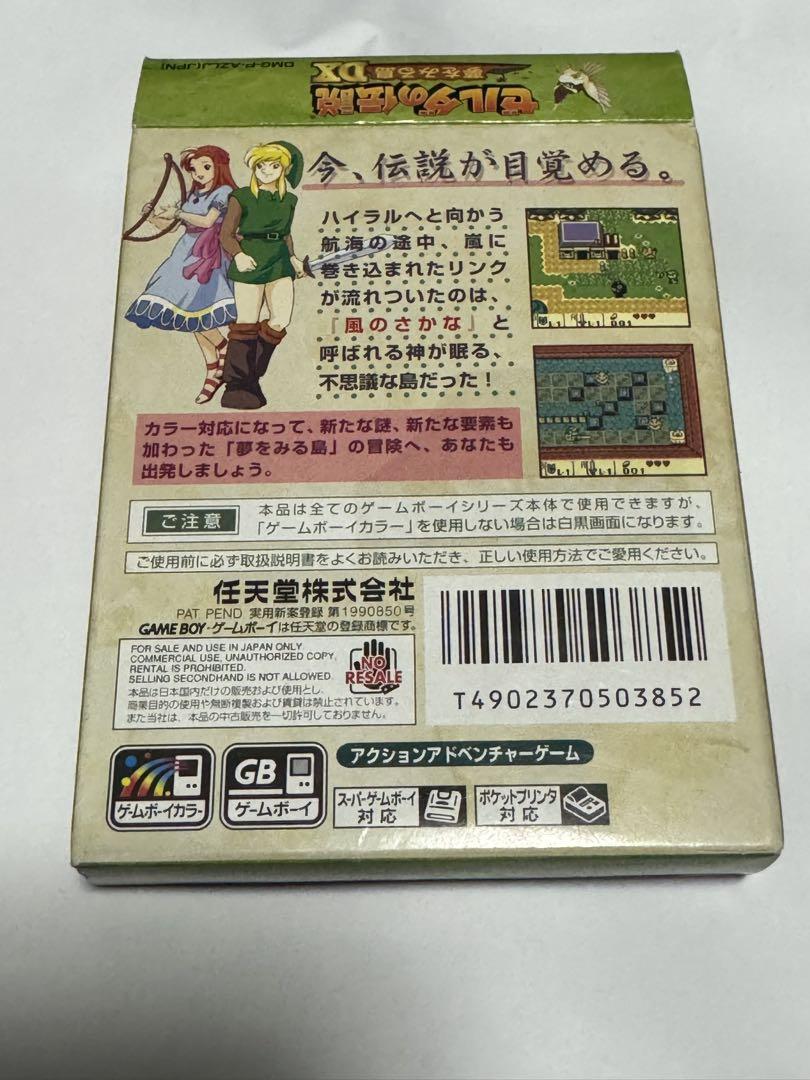 DMG-P-AZLJ(JPN)
ゼルダの伝説
夢をみる島DX
今、伝説が目覚める。
ハイラルへと向かう
航海の途中、嵐に
巻き込まれたリンク
が流れついたのは、
『風のさかな』と
呼ばれる神が眠る、
不思議な島だった!
カラー対応になって、新たな謎、新たな要素も
加わった「夢をみる島」の冒険へ、あなたも
出発しましょう。
ご注意
本品は全てのゲームボーイシリーズ本体で使用できますが、
「ゲームボーイカラー」を使用しない場合は白黒画面になります。
ご使用前に必ず取扱説明書をよくお読みいただき、正しい使用方法でご愛用ください。
任天堂株式会社
PAT PEND 実用新案登録 第1990850号
GAME BOY・ゲームボーイは任天堂の登録商標です。
FOR SALE AND USE IN JAPAN ONLY.
COMMERCIAL USE, UNAUTHORIZED COPY,
RENTAL IS PROHIBITED.
SELLING SECONDHAND IS NOT ALLOWED.
本品は日本国内だけの販売および使用とし、
商業目的の使用や無断複製および賃貸は禁止されています。
また当社は、本品の中古販売を一切許可しておりません。
NO
RESALE
T4902370503852
アクションアドベンチャーゲーム
ゲームボーイカラー
GB
ゲームボーイ
スーパーゲームボーイ
対応
ポケットプリンタ
対応